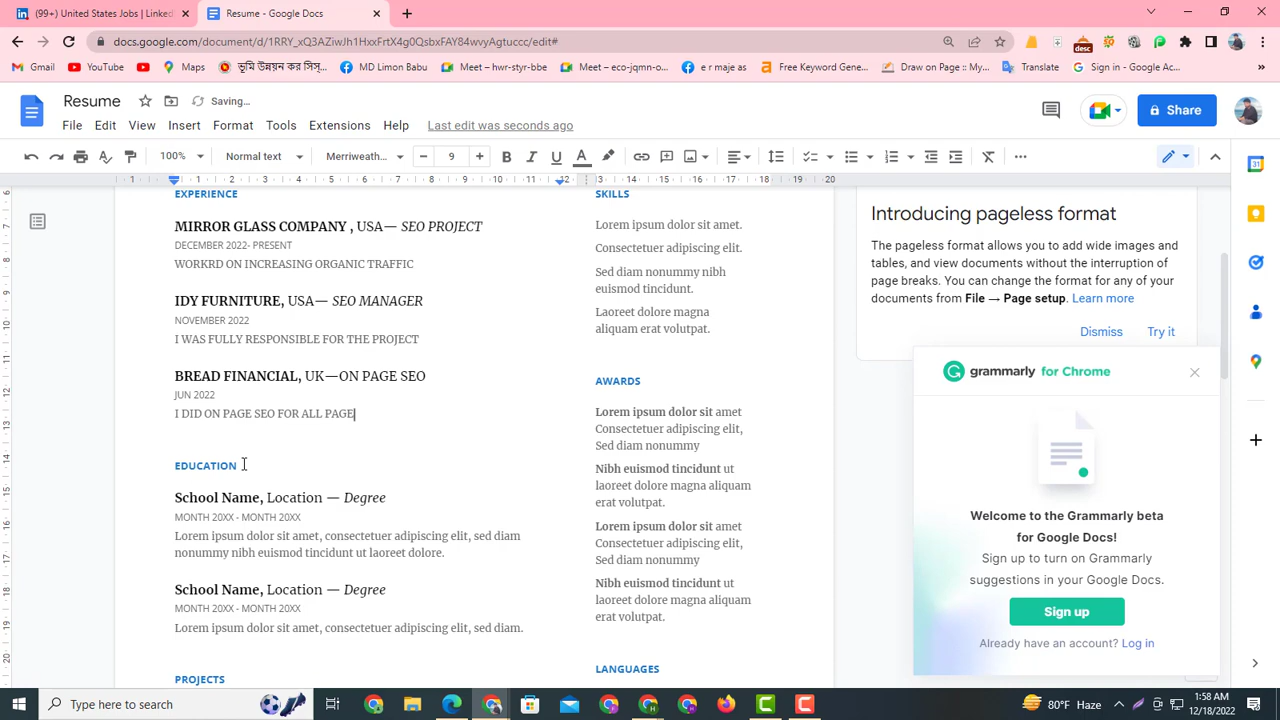 (99+) United States Jobs | Linked
Resume - Google Docs
docs.google.com/document/d/1RRY_xQ3AZiwJh1HxxFrtX4g0QsbxFAY84wvyAgtuccc/edit#
Gmail
YouTube
Maps
ভূমি উন্নয়ন কর সিস্...
MD Limon Babu
Meet – hwr-stry-bbe
Meet – eco-jqmn-o...
e r maje as
Free Keyword Gene...
Draw on Page :: My...
Translate
Sign in - Google Ac...
»
desc
Resume
Saving...
File Edit View Insert Format Tools Extensions Help Last edit was seconds ago
Share
100% Normal text Merriweath... 9
EXPERIENCE
MIRROR GLASS COMPANY , USA— SEO PROJECT
DECEMBER 2022- PRESENT
WORKRD ON INCREASING ORGANIC TRAFFIC
IDY FURNITURE, USA— SEO MANAGER
NOVEMBER 2022
I WAS FULLY RESPONSIBLE FOR THE PROJECT
BREAD FINANCIAL, UK—ON PAGE SEO
JUN 2022
I DID ON PAGE SEO FOR ALL PAGE
EDUCATION
School Name, Location — Degree
MONTH 20XX - MONTH 20XX
Lorem ipsum dolor sit amet, consectetuer adipiscing elit, sed diam
nonummy nibh euismod tincidunt ut laoreet dolore.
School Name, Location — Degree
MONTH 20XX - MONTH 20XX
Lorem ipsum dolor sit amet, consectetuer adipiscing elit, sed diam.
PROJECTS
SKILLS
Lorem ipsum dolor sit amet.
Consectetuer adipiscing elit.
Sed diam nonummy nibh
euismod tincidunt.
Laoreet dolore magna
aliquam erat volutpat.
AWARDS
Lorem ipsum dolor sit amet
Consectetuer adipiscing elit,
Sed diam nonummy
Nibh euismod tincidunt ut
laoreet dolore magna aliquam
erat volutpat.
Lorem ipsum dolor sit amet
Consectetuer adipiscing elit,
Sed diam nonummy
Nibh euismod tincidunt ut
laoreet dolore magna aliquam
erat volutpat.
LANGUAGES
Introducing pageless format
The pageless format allows you to add wide images and
tables, and view documents without the interruption of
page breaks. You can change the format for any of your
documents from File → Page setup. Learn more
Dismiss Try it
grammarly for Chrome
Welcome to the Grammarly beta
for Google Docs!
Sign up to turn on Grammarly
suggestions in your Google Docs.
Sign up
Already have an account? Log in
Type here to search
80°F Haze
1:58 AM
12/18/2022